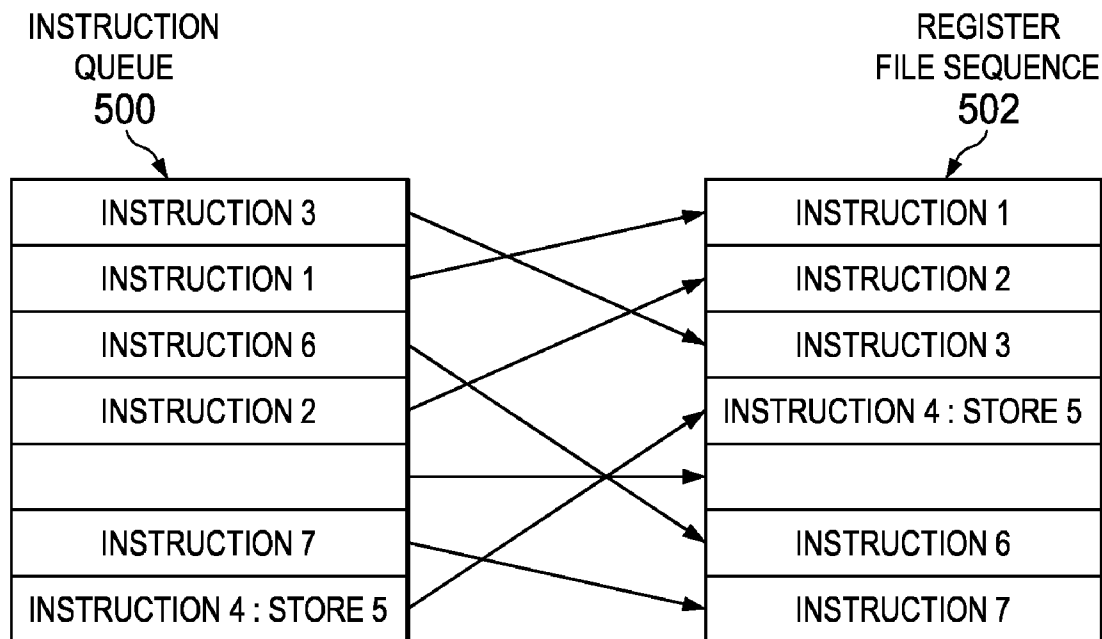 INSTRUCTION
QUEUE
500
REGISTER
FILE SEQUENCE
502
INSTRUCTION 3
INSTRUCTION 1
INSTRUCTION 6
INSTRUCTION 2
INSTRUCTION 7
INSTRUCTION 4 : STORE 5
INSTRUCTION 1
INSTRUCTION 2
INSTRUCTION 3
INSTRUCTION 4 : STORE 5
INSTRUCTION 6
INSTRUCTION 7